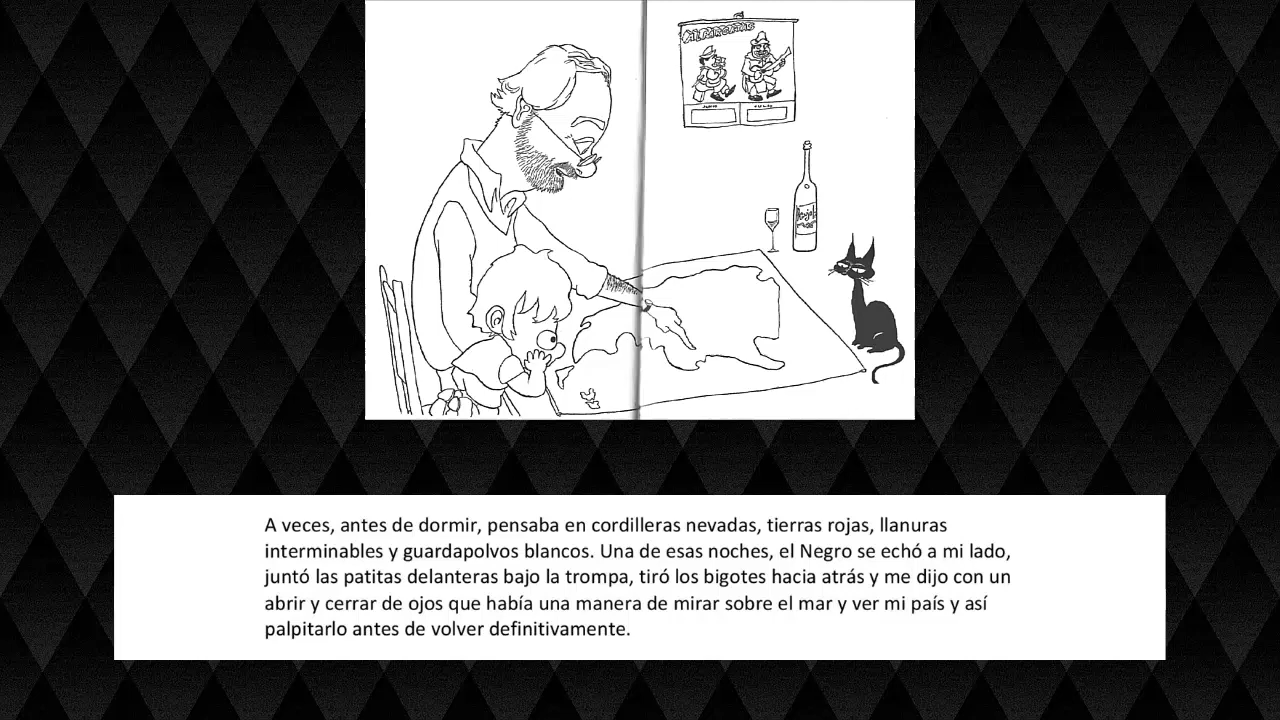 A veces, antes de dormir, pensaba en cordilleras nevadas, tierras rojas, llanuras
interminables y guardapolvos blancos. Una de esas noches, el Negro se echó a mi lado,
juntó las patitas delanteras bajo la trompa, tiró los bigotes hacia atrás y me dijo con un
abrir y cerrar de ojos que había una manera de mirar sobre el mar y ver mi país y así
palpitarlo antes de volver definitivamente.